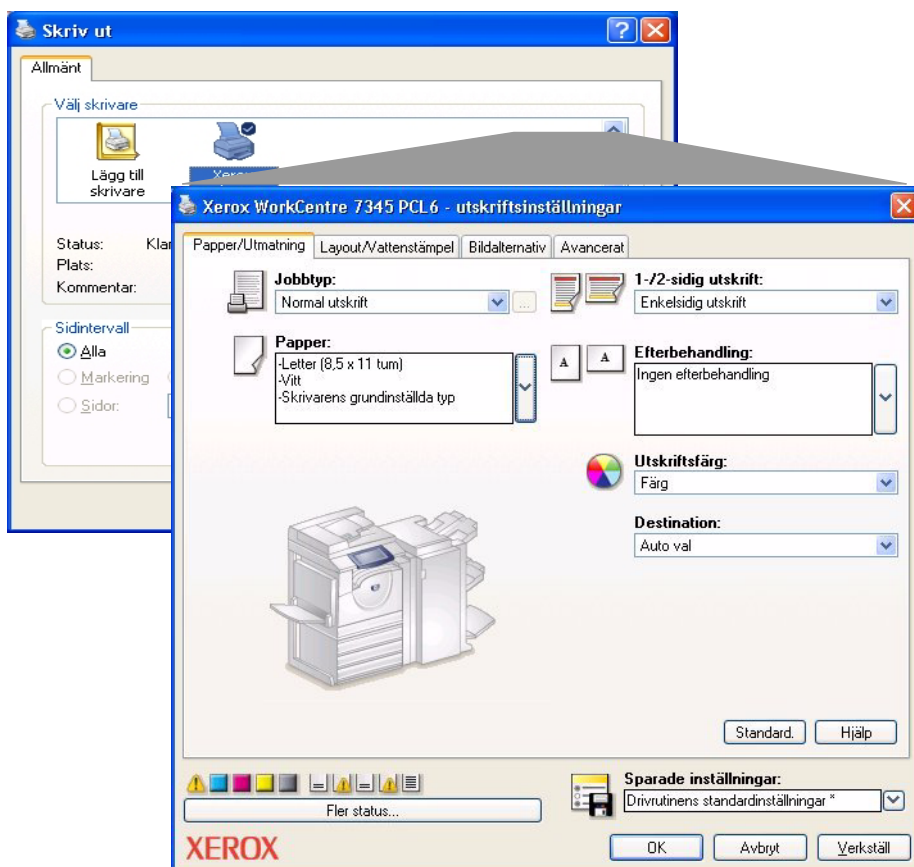 Skriv ut
Allmänt
Välj skrivare
Lägg till
skrivare
Status:
Plats:
Kommentar:
Sidintervall
Alla
Markering
Sidor:
Xerox WorkCentre 7345 PCL6 - utskriftsinställningar
Papper/Utmatning Layout/Vattenstämpel Bildalternativ Avancerat
Jobbtyp:
Normal utskrift
...
1-/2-sidig utskrift:
Enkelsidig utskrift
Papper:
-Letter (8,5 x 11 tum)
-Vitt
-Skrivarens grundinställda typ
A A
Efterbehandling:
Ingen efterbehandling
Utskriftsfärg:
Färg
Destination:
Auto val
Standard. Hjälp
Fler status...
Sparade inställningar:
Drivrutinens standardinställningar *
XEROX
OK Avbryt Verkställ